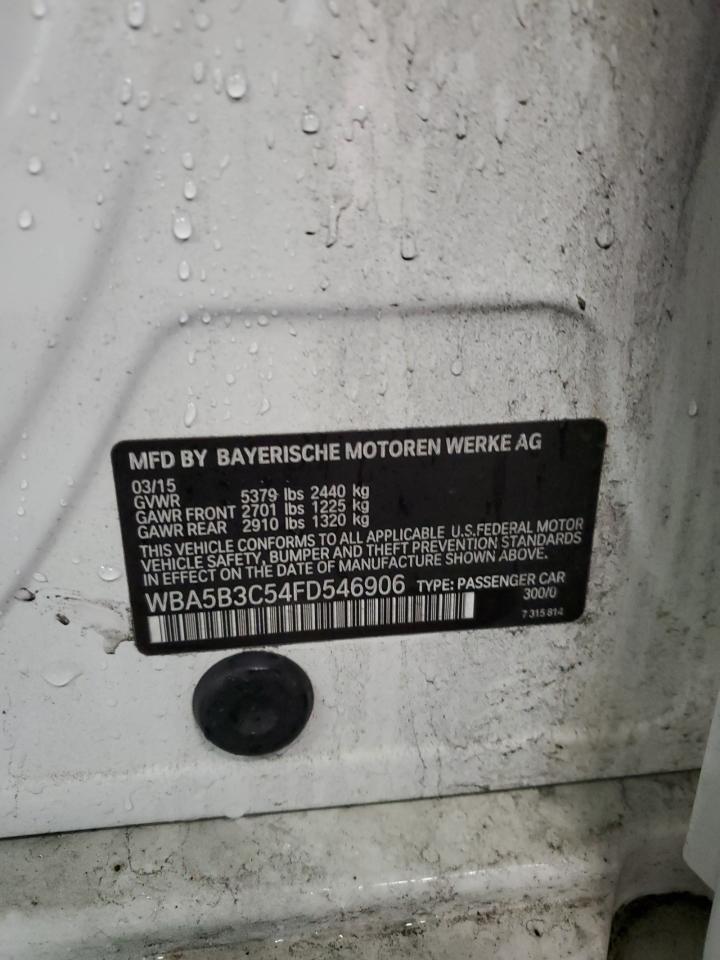 MFD BY BAYERISCHE MOTOREN WERKE AG
03/15
GVWR 5379 lbs 2440 kg
GAWR FRONT 2701 lbs 1225 kg
GAWR REAR 2910 lbs 1320 kg
THIS VEHICLE CONFORMS TO ALL APPLICABLE U.S.FEDERAL MOTOR
VEHICLE SAFETY, BUMPER AND THEFT PREVENTION STANDARDS
IN EFFECT ON THE DATE OF MANUFACTURE SHOWN ABOVE.
WBA5B3C54FD546906 TYPE: PASSENGER CAR
300/0
7 315 814